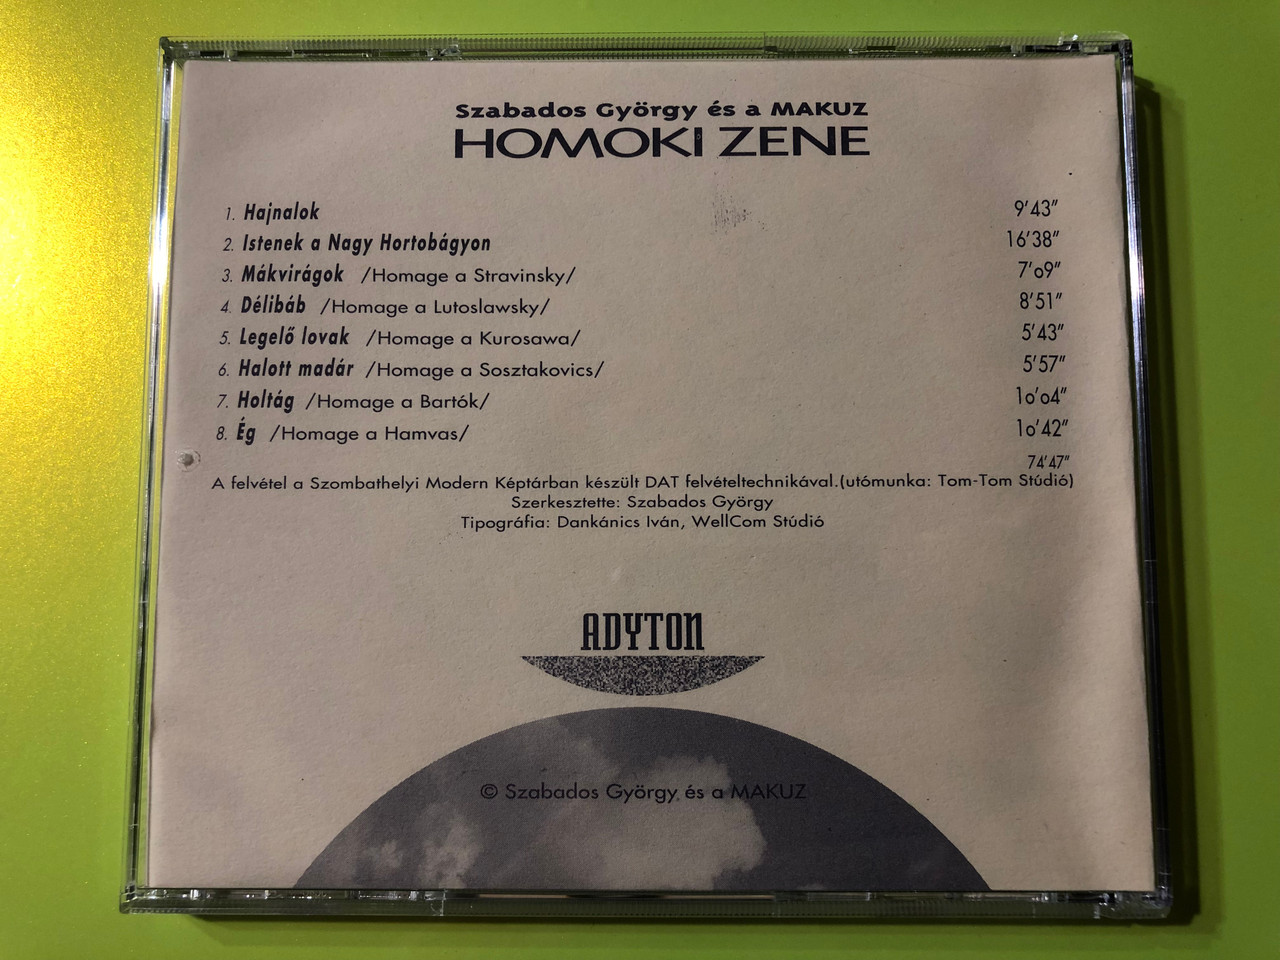 Szabados György és a MAKUZ
HOMOKI ZENE
1. Hajnalok 9'43"
2. Istenek a Nagy Hortobágyon 16'38"
3. Mákvirágok /Homage a Stravinsky/ 7'o9"
4. Délibáb /Homage a Lutoslawsky/ 8'51"
5. Legelő lovak /Homage a Kurosawa/ 5'43"
6. Halott madár /Homage a Sosztakovics/ 5'57"
7. Holtág /Homage a Bartók/ 1o'o4"
8. Ég /Homage a Hamvas/ 1o'42"
74'47"
A felvétel a Szombathelyi Modern Képtárban készült DAT felvételtechnikával.(utómunka: Tom-Tom Stúdió)
Szerkesztette: Szabados György
Tipográfia: Dankánics Iván, WellCom Stúdió
ADYTON
© Szabados György és a MAKUZ